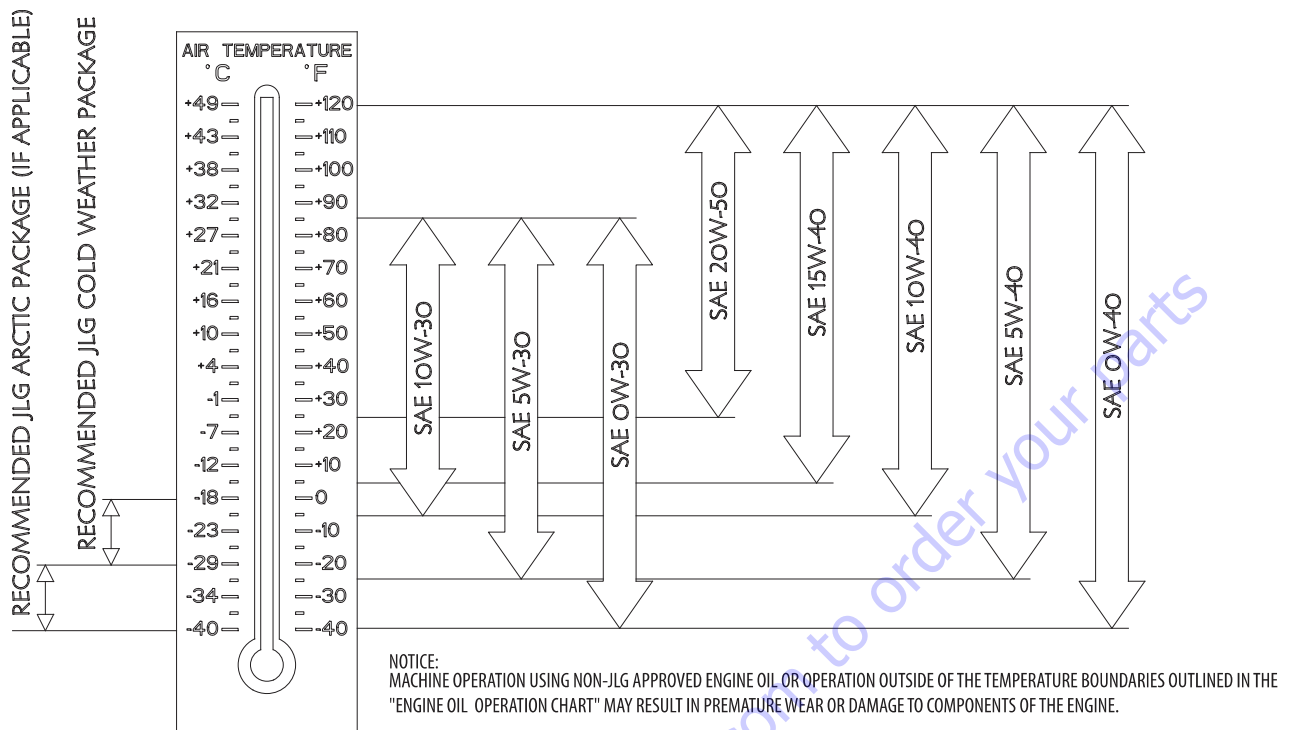 RECOMMENDED JLG ARCTIC PACKAGE (IF APPLICABLE)
RECOMMENDED JLG COLD WEATHER PACKAGE
AIR TEMPERATURE
°C °F
+49 +120
+43 +110
+38 +100
+32 +90
+27 +80
+21 +70
+16 +60
+10 +50
+4 +40
-1 +30
-7 +20
-12 +10
-18 0
-23 -10
-29 -20
-34 -30
-40 -40
SAE 10W-30
SAE 5W-30
SAE 0W-30
SAE 20W-50
SAE 15W-40
SAE 10W-40
SAE 5W-40
SAE 0W-40
NOTICE:
MACHINE OPERATION USING NON-JLG APPROVED ENGINE OIL OR OPERATION OUTSIDE OF THE TEMPERATURE BOUNDARIES OUTLINED IN THE
"ENGINE OIL OPERATION CHART" MAY RESULT IN PREMATURE WEAR OR DAMAGE TO COMPONENTS OF THE ENGINE.
to order your parts